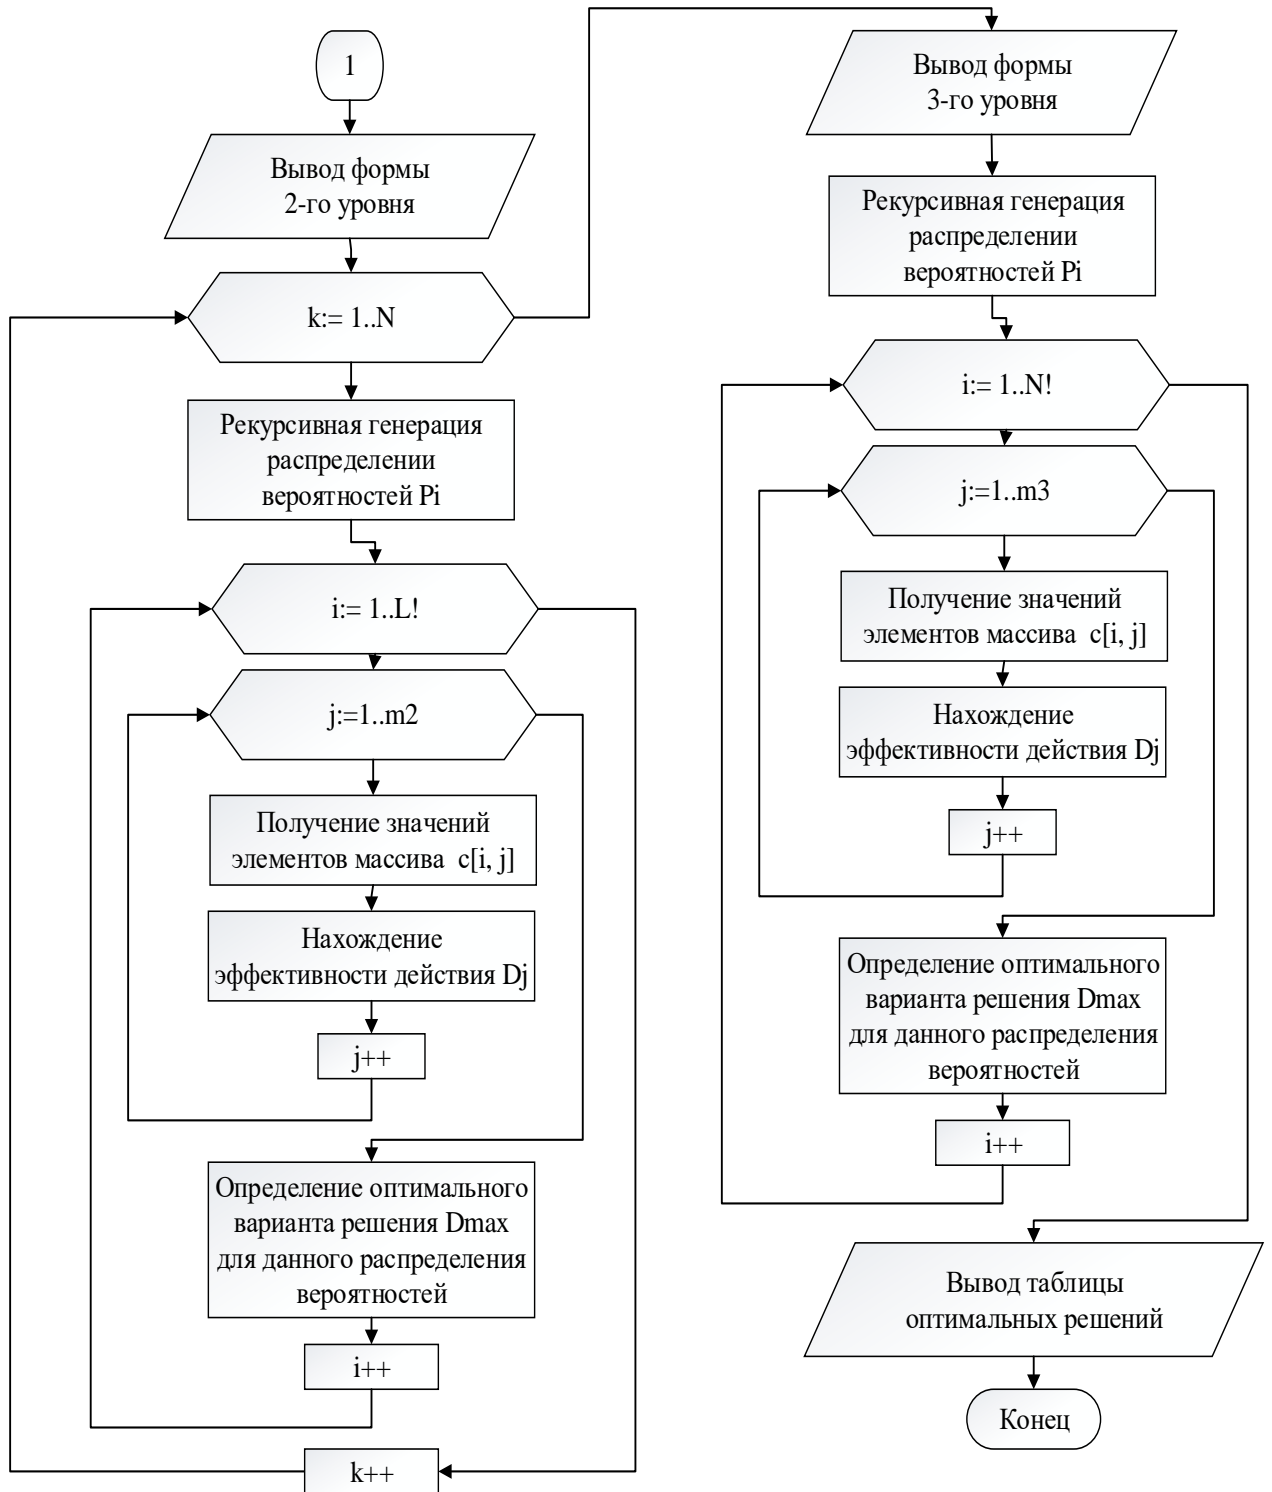 1
Вывод формы
2-го уровня
k:= 1..N
Рекурсивная генерация
распределении
вероятностей Pi
i:= 1..L!
j:=1..m2
Получение значений
элементов массива c[i, j]
Нахождение
эффективности действия Dj
j++
Определение оптимального
варианта решения Dmax
для данного распределения
вероятностей
i++
k++
Вывод формы
3-го уровня
Рекурсивная генерация
распределении
вероятностей Pi
i:= 1..N!
j:=1..m3
Получение значений
элементов массива c[i, j]
Нахождение
эффективности действия Dj
j++
Определение оптимального
варианта решения Dmax
для данного распределения
вероятностей
i++
Вывод таблицы
оптимальных решений
Конец